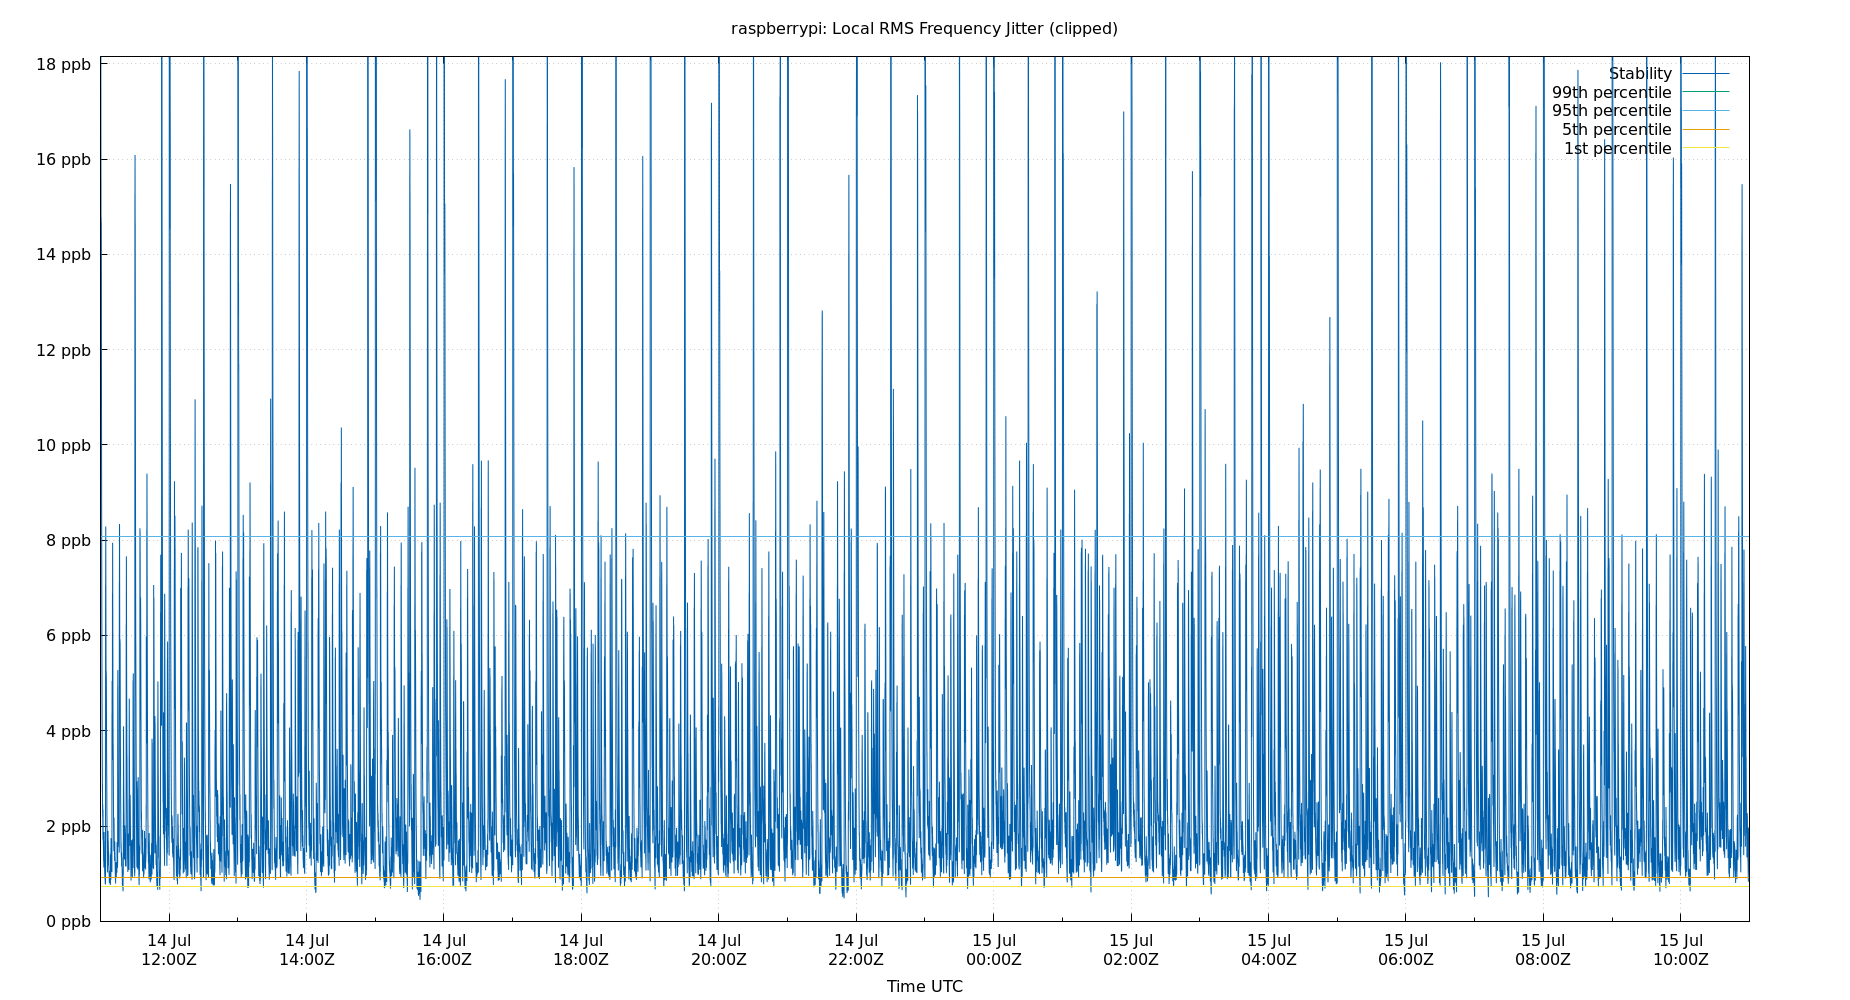 raspberrypi: Local RMS Frequency Jitter (clipped)
18 ppb
16 ppb
14 ppb
12 ppb
10 ppb
8 ppb
6 ppb
4 ppb
2 ppb
0 ppb
Stability
99th percentile
95th percentile
5th percentile
1st percentile
14 Jul 14 Jul 14 Jul 14 Jul 14 Jul 14 Jul 15 Jul 15 Jul 15 Jul 15 Jul 15 Jul 15 Jul
12:00Z 14:00Z 16:00Z 18:00Z 20:00Z 22:00Z 00:00Z 02:00Z 04:00Z 06:00Z 08:00Z 10:00Z
Time UTC